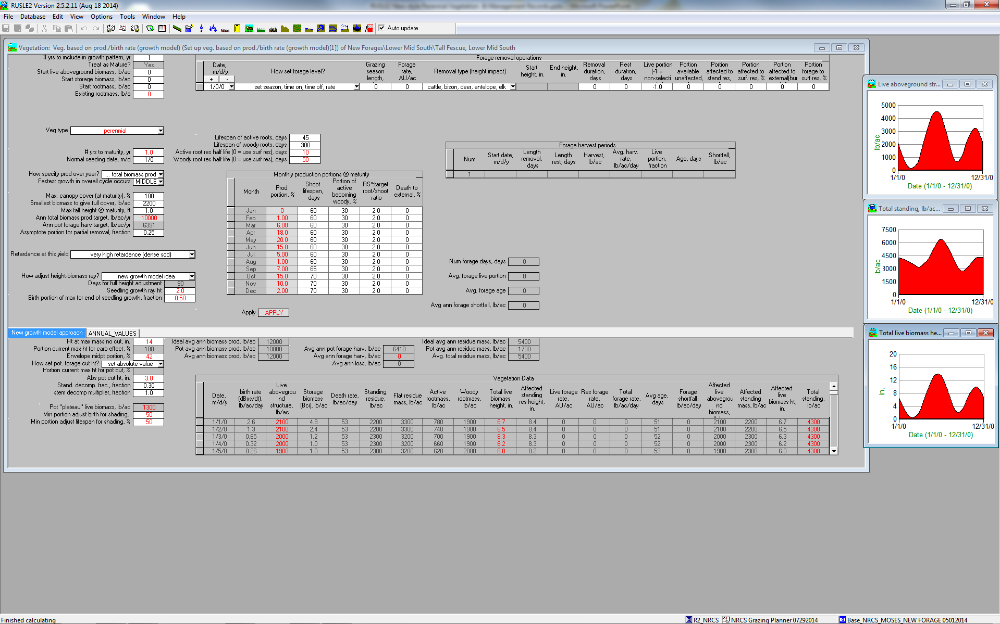 RUSLE2 Version 2.5.2.11 (Aug 18 2014)
File Database Edit View Options Tools Window Help
Auto update
Vegetation: Veg. based on prod./birth rate (growth model) (Set up veg. based on prod./birth rate (growth model)[1]) of New Forages\Lower Mid South\Tall Fescue, Lower Mid South
# yrs to include in growth pattern, yr 1
Treat as Mature? Yes
Start live aboveground biomass, lb/ac 0
Start storage biomass, lb/ac 0
Start rootmass, lb/ac 0
Existing rootmass, lb/a 0
Forage removal operations
Date, m/d/y + - How set forage level? Grazing season length, Forage rate, AU/ac Removal type (height impact) Start height, in. End height, in. Removal duration, days Rest duration, days Live portion (-1 = non-selecti Portion available unaffected, Portion affected to stand res, Portion affected to surf. res, % Portion affected to external(bur Portion forage to surf res, %
1/0/0 set season, time on, time off, rate 0 0 cattle, bison, deer, antelope, elk 0 0 -1.0 0 0 0 0 0
Veg type perennial
# yrs to maturity, yr 1.0
Normal seeding date, m/d 1/0
How specify prod over year? ... total biomass prod
Fastest growth in overall cycle occurs MIDDLE
Max. canopy cover (at maturity), % 100
Smallest biomass to give full cover, lb/ac 2200
Max fall height @ maturity, ft 1.0
Ann total biomass prod target, lb/ac/yr 10000
Ann pot forage harv target, lb/ac/yr 6391
Asymptote portion for partial removal, fraction 0.25
Retardance at this yield very high retardance (dense sod)
How adjust height-biomass ray? new growth model idea
Days for full height adjustment 90
Seedling growth ray ht 2.0
Birth portion of max for end of seedling growth, fraction 0.50
Lifespan of active roots, days 45
Lifespan of woody roots, days 300
Active root res half life (0 = use surf res), days 10
Woody root res half life (0 = use surf res), days 50
Monthly production portions @ maturity
Month Prod portion, % Shoot lifespan, days Portion of active becoming woody, % RS*:target root/shoot ratio Death to external, %
Jan 0 60 30 2.0 0
Feb 1.00 60 30 2.0 0
Mar 6.00 60 30 2.0 0
Apr 18.0 60 30 2.0 0
May 20.0 60 30 2.0 0
Jun 15.0 60 30 2.0 0
Jul 5.00 60 30 2.0 0
Aug 1.00 60 30 2.0 0
Sep 7.00 65 30 2.0 0
Oct 15.0 70 30 2.0 0
Nov 10.0 70 30 2.0 0
Dec 2.00 70 30 2.0 0
Apply APPLY
Forage harvest periods
Num. Start date, m/d/y Length removal, days Length rest, days Harvest, lb/ac Avg. harv. rate, lb/ac/day Live portion, fraction Age, days Shortfall, lb/ac
1
Num forage days, days 0
Avg. forage live portion 0
Avg. forage age 0
Avg ann forage shortfall, lb/ac 0
New growth model approach ANNUAL_VALUES
Ht at max mass no cut, in. 14
Portion current max ht for carb effect, % 100
Envelope midpt portion, % 42
How set pot. forage cut ht? set absolute value
Portion current max ht for pot cut, %
Abs pot cut ht, in. 3.0
Stand. decomp. frac., fraction 0.30
stem decomp multiplier, fraction 1.0
Pot "plateau" live biomass, lb/ac 1300
Min portion adjust birth for shading, 50
Min portion adjust lifespan for shading, % 50
Ideal avg ann biomass prod, lb/ac 12000
Pot avg ann biomass prod, lb/ac 10000
Avg ann biomass prod, lb/ac 12000
Avg ann pot forage harv, lb/ac 6410
Avg ann forage harv, lb/ac 0
Avg ann loss, lb/ac 0
Ideal avg ann residue mass, lb/ac 5400
Pot avg ann residue mass, lb/ac 1700
Avg. total residue mass, lb/ac 5400
Vegetation Data
Date, m/d/y birth rate (dBxs/dt), lb/ac/day Live abovegrou nd structure, lb/ac Storage biomass (Bci), lb/ac Death rate, lb/ac/day Standing residue, lb/ac Flat residue mass, lb/ac Active rootmass, lb/ac Woody rootmass, lb/ac Total live biomass height, in. Affected standing res height, in. Live forage rate, AU/ac Res forage rate, AU/ac Total forage rate, lb/ac/day Avg age, days Forage shortfall, lb/ac/day Affected live abovegrou nd biomass, Affected standing mass, lb/ac Affected live biomass ht, in. Total standing, lb/ac
1/1/0 2.6 2100 4.9 53 2200 3300 780 1900 6.7 8.4 0 0 0 51 0 2100 2200 6.7 4300
1/2/0 1.3 2100 2.4 53 2200 3300 740 1900 6.5 8.4 0 0 0 51 0 2100 2200 6.5 4300
1/3/0 0.65 2000 1.2 53 2300 3200 700 1900 6.3 8.3 0 0 0 52 0 2000 2300 6.3 4300
1/4/0 0.32 2000 1.0 53 2300 3200 660 1900 6.2 8.3 0 0 0 52 0 2000 2300 6.2 4300
1/5/0 0.26 1900 1.0 53 2300 3200 620 2000 6.0 8.2 0 0 0 53 0 1900 2300 6.0 4300
Live aboveground str...
5000
4000
3000
2000
1000
0
lb/ac
1/1/0 12/31/0
Date (1/1/0 - 12/31/0)
Total standing, lb/ac...
7500
6000
4500
3000
1500
0
lb/ac
1/1/0 12/31/0
Date (1/1/0 - 12/31/0)
Total live biomass he...
20
16
12
8
4
0
in.
1/1/0 12/31/0
Date (1/1/0 - 12/31/0)
Finished calculating
R2_NRCS NRCS Grazing Planner 07292014 Base_NRCS_MOSES_NEW FORAGE 05012014